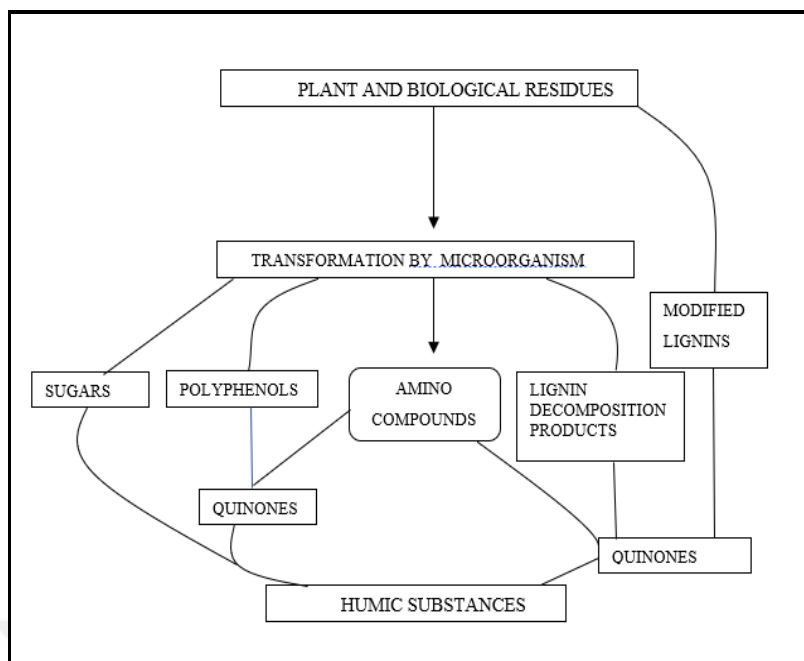 PLANT AND BIOLOGICAL RESIDUES
TRANSFORMATION BY MICROORGANISM
MODIFIED
LIGNINS
SUGARS
POLYPHENOLS
AMINO
COMPOUNDS
LIGNIN
DECOMPOSITION
PRODUCTS
QUINONES
QUINONES
HUMIC SUBSTANCES